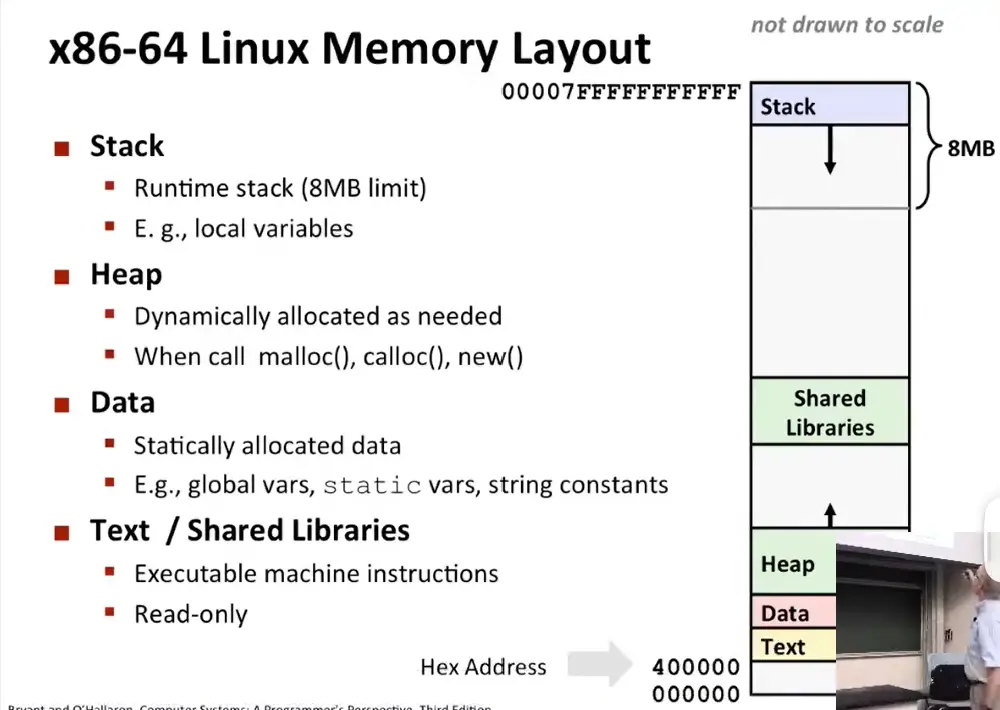 not drawn to scale
x86-64 Linux Memory Layout
00007FFFFFFFFFFF
Stack
8MB
■ Stack
▪ Runtime stack (8MB limit)
▪ E. g., local variables
■ Heap
▪ Dynamically allocated as needed
▪ When call malloc(), calloc(), new()
■ Data
▪ Statically allocated data
▪ E.g., global vars, static vars, string constants
■ Text / Shared Libraries
▪ Executable machine instructions
▪ Read-only
Shared
Libraries
Heap
Data
Text
Hex Address
400000
000000
Bryant and O'Hallaron, Computer Systems: A Programmer's Perspective, Third Edition